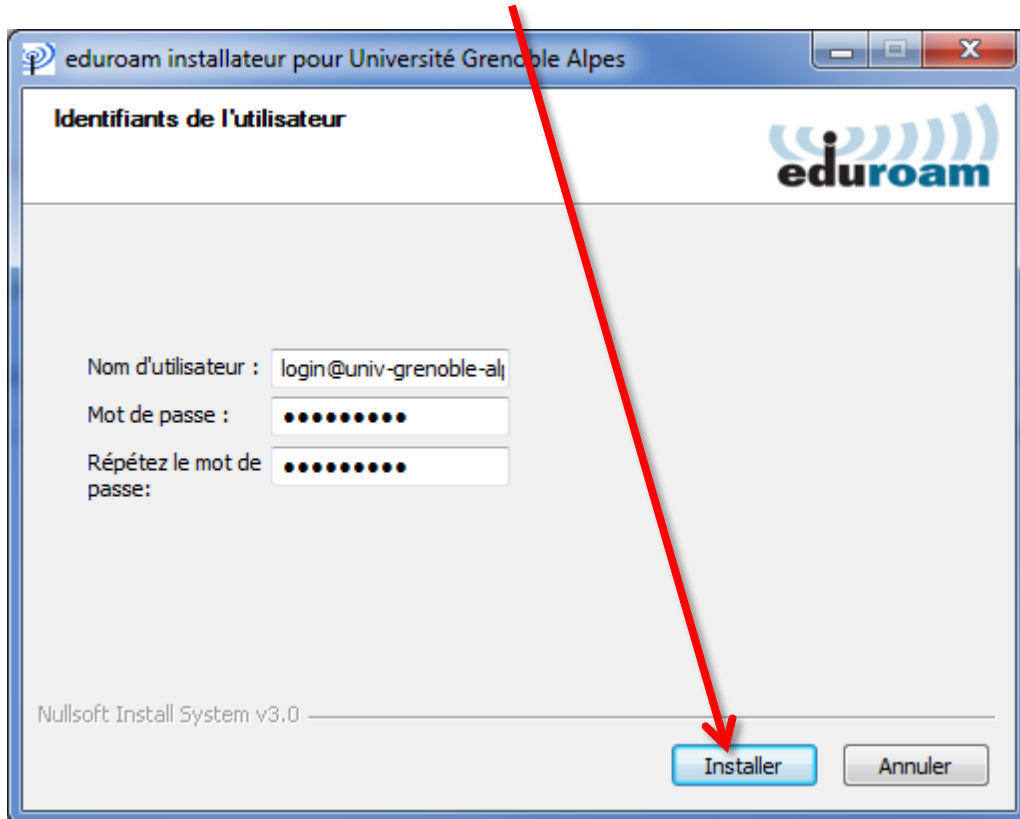 eduroam installateur pour Université Grenoble Alpes
Identifiants de l'utilisateur
eduroam
Nom d'utilisateur : login@univ-grenoble-alp
Mot de passe : •••••••••
Répétez le mot de
passe: •••••••••
Nullsoft Install System v3.0
Installer Annuler